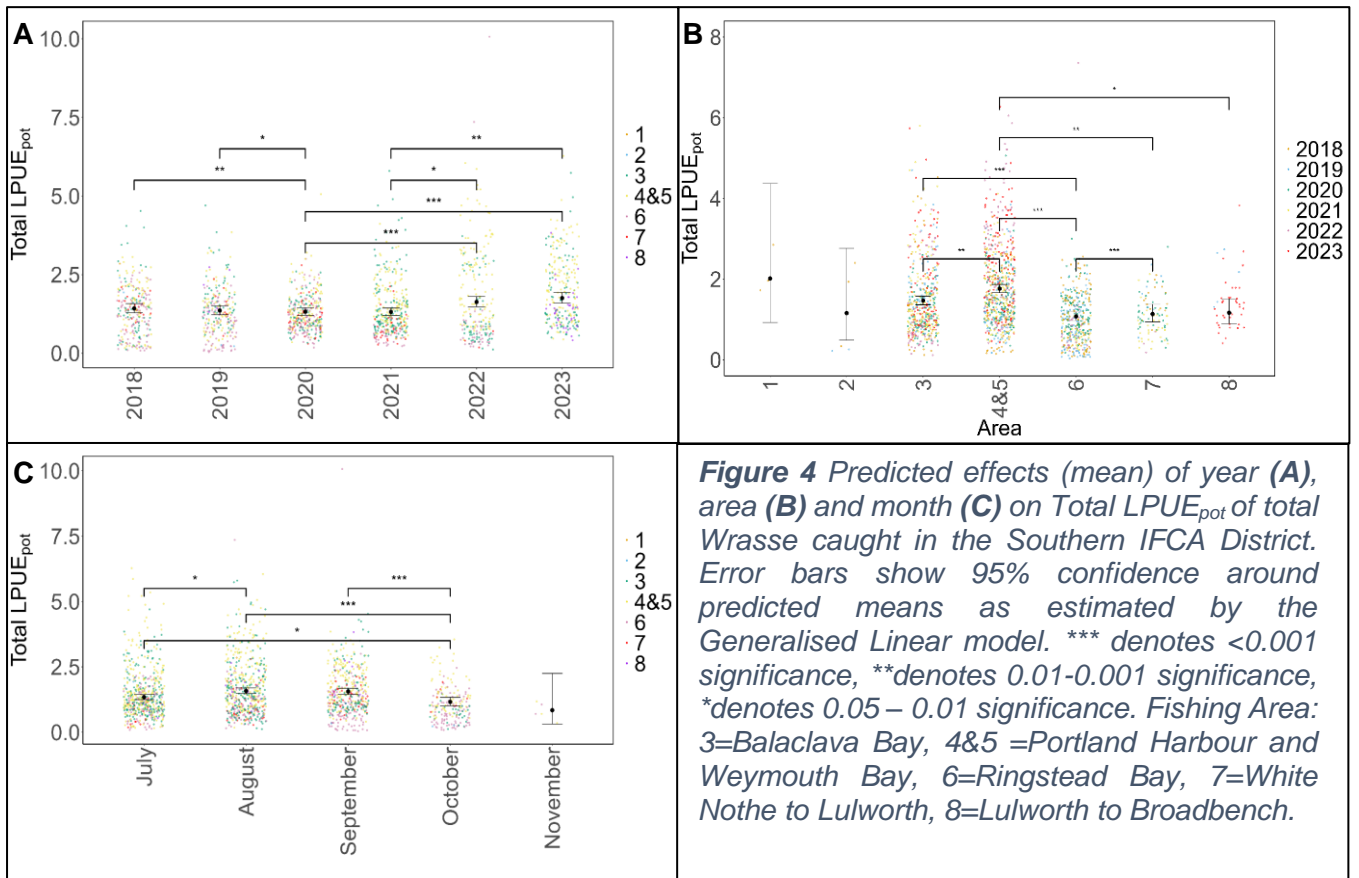 A
Total LPUEpot
10.0
7.5
5.0
2.5
0.0
*
**
**
*
***
***
2018
2019
2020
2021
2022
2023
1
2
3
4&5
6
7
8
B
Total LPUEpot
8
6
4
2
0
*
**
***
***
**
***
1
2
3
4&5
6
7
8
Area
2018
2019
2020
2021
2022
2023
C
Total LPUEpot
10.0
7.5
5.0
2.5
0.0
*
***
***
*
July
August
September
October
November
1
2
3
4&5
6
7
8
Figure 4 Predicted effects (mean) of year (A),
area (B) and month (C) on Total LPUEpot of total
Wrasse caught in the Southern IFCA District.
Error bars show 95% confidence around
predicted means as estimated by the
Generalised Linear model. *** denotes <0.001
significance, **denotes 0.01-0.001 significance,
*denotes 0.05 – 0.01 significance. Fishing Area:
3=Balaclava Bay, 4&5 =Portland Harbour and
Weymouth Bay, 6=Ringstead Bay, 7=White
Nothe to Lulworth, 8=Lulworth to Broadbench.